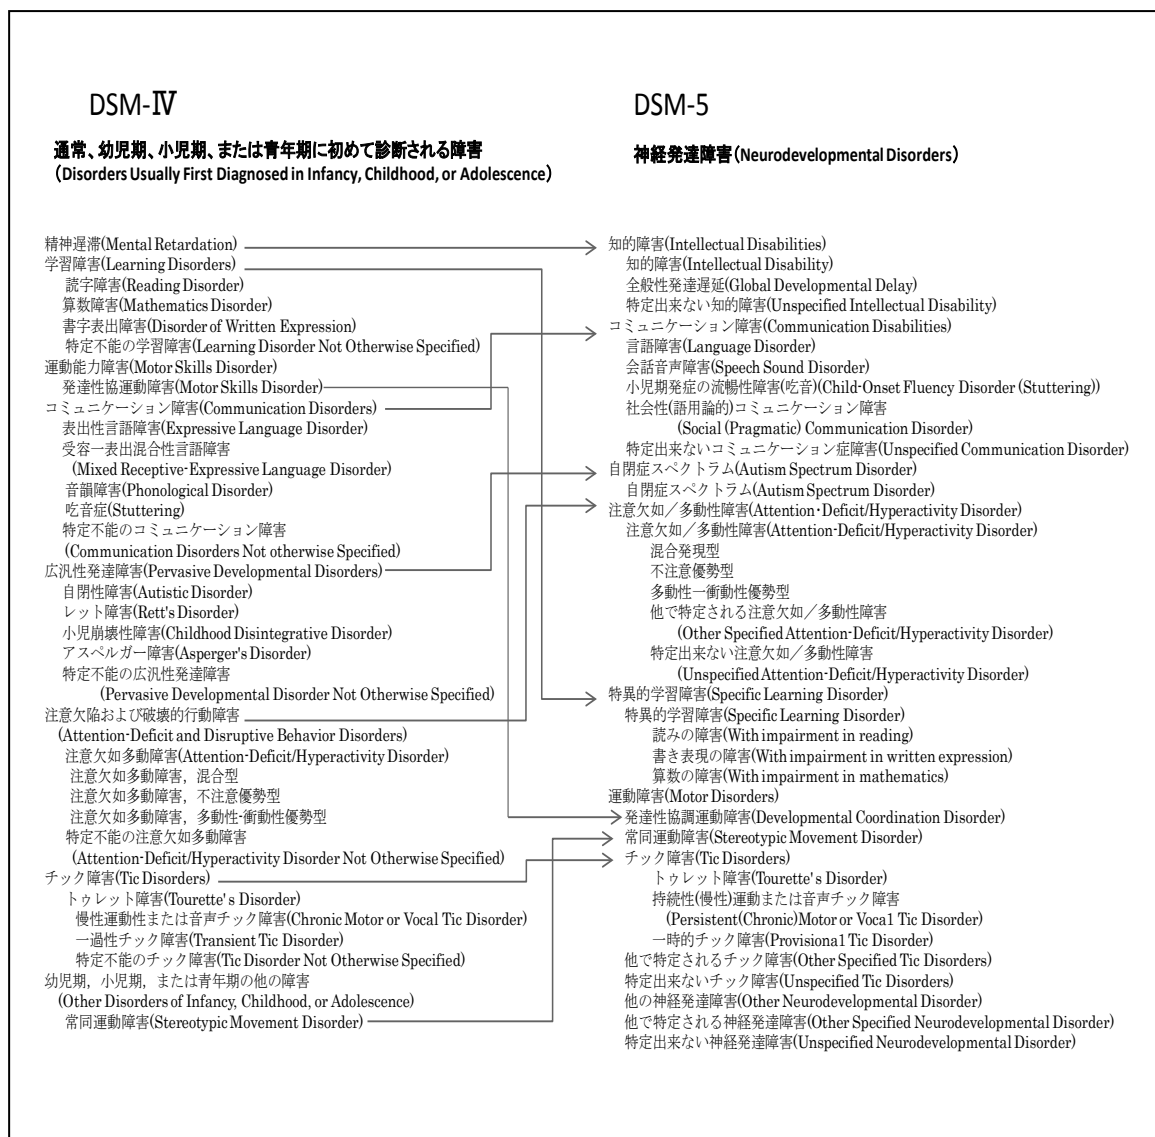 DSM-Ⅳ
通常、幼児期、小児期、または青年期に初めて診断される障害
(Disorders Usually First Diagnosed in Infancy, Childhood, or Adolescence)
精神遅滞(Mental Retardation)
学習障害(Learning Disorders)
読字障害(Reading Disorder)
算数障害(Mathematics Disorder)
書字表出障害(Disorder of Written Expression)
特定不能の学習障害(Learning Disorder Not Otherwise Specified)
運動能力障害(Motor Skills Disorder)
発達性協運動障害(Motor Skills Disorder)
コミュニケーション障害(Communication Disorders)
表出性言語障害(Expressive Language Disorder)
受容ー表出混合性言語障害
(Mixed Receptive-Expressive Language Disorder)
音韻障害(Phonological Disorder)
吃音症(Stuttering)
特定不能のコミュニケーション障害
(Communication Disorders Not otherwise Specified)
広汎性発達障害(Pervasive Developmental Disorders)
自閉性障害(Autistic Disorder)
レット障害(Rett's Disorder)
小児崩壊性障害(Childhood Disintegrative Disorder)
アスペルガー障害(Asperger's Disorder)
特定不能の広汎性発達障害
(Pervasive Developmental Disorder Not Otherwise Specified)
注意欠陥および破壊的行動障害
(Attention-Deficit and Disruptive Behavior Disorders)
注意欠如多動障害(Attention-Deficit/Hyperactivity Disorder)
注意欠如多動障害，混合型
注意欠如多動障害，不注意優勢型
注意欠如多動障害，多動性-衝動性優勢型
特定不能の注意欠如多動障害
(Attention-Deficit/Hyperactivity Disorder Not Otherwise Specified)
チック障害(Tic Disorders)
トゥレット障害(Tourette's Disorder)
慢性運動性または音声チック障害(Chronic Motor or Vocal Tic Disorder)
一過性チック障害(Transient Tic Disorder)
特定不能のチック障害(Tic Disorder Not Otherwise Specified)
幼児期，小児期，または青年期の他の障害
(Other Disorders of Infancy, Childhood, or Adolescence)
常同運動障害(Stereotypic Movement Disorder)
DSM-5
神経発達障害(Neurodevelopmental Disorders)
知的障害(Intellectual Disabilities)
知的障害(Intellectual Disability)
全般性発達遅延(Global Developmental Delay)
特定出来ない知的障害(Unspecified Intellectual Disability)
コミュニケーション障害(Communication Disabilities)
言語障害(Language Disorder)
会話音声障害(Speech Sound Disorder)
小児期発症の流暢性障害(吃音)(Child-Onset Fluency Disorder (Stuttering))
社会性(語用論的)コミュニケーション障害
(Social (Pragmatic) Communication Disorder)
特定出来ないコミュニケーション症障害(Unspecified Communication Disorder)
自閉症スペクトラム(Autism Spectrum Disorder)
自閉症スペクトラム(Autism Spectrum Disorder)
注意欠如／多動性障害(Attention・Deficit/Hyperactivity Disorder)
注意欠如／多動性障害(Attention-Deficit/Hyperactivity Disorder)
混合発現型
不注意優勢型
多動性ー衝動性優勢型
他で特定される注意欠如／多動性障害
(Other Specified Attention-Deficit/Hyperactivity Disorder)
特定出来ない注意欠如／多動性障害
(Unspecified Attention-Deficit/Hyperactivity Disorder)
特異的学習障害(Specific Learning Disorder)
特異的学習障害(Specific Learning Disorder)
読みの障害(With impairment in reading)
書き表現の障害(With impairment in written expression)
算数の障害(With impairment in mathematics)
運動障害(Motor Disorders)
発達性協調運動障害(Developmental Coordination Disorder)
常同運動障害(Stereotypic Movement Disorder)
チック障害(Tic Disorders)
トゥレット障害(Tourette's Disorder)
持続性(慢性)運動または音声チック障害
(Persistent(Chronic)Motor or Voca1 Tic Disorder)
一時的チック障害(Provisiona1 Tic Disorder)
他で特定されるチック障害(Other Specified Tic Disorders)
特定出来ないチック障害(Unspecified Tic Disorders)
他の神経発達障害(Other Neurodevelopmental Disorder)
他で特定される神経発達障害(Other Specified Neurodevelopmental Disorder)
特定出来ない神経発達障害(Unspecified Neurodevelopmental Disorder)